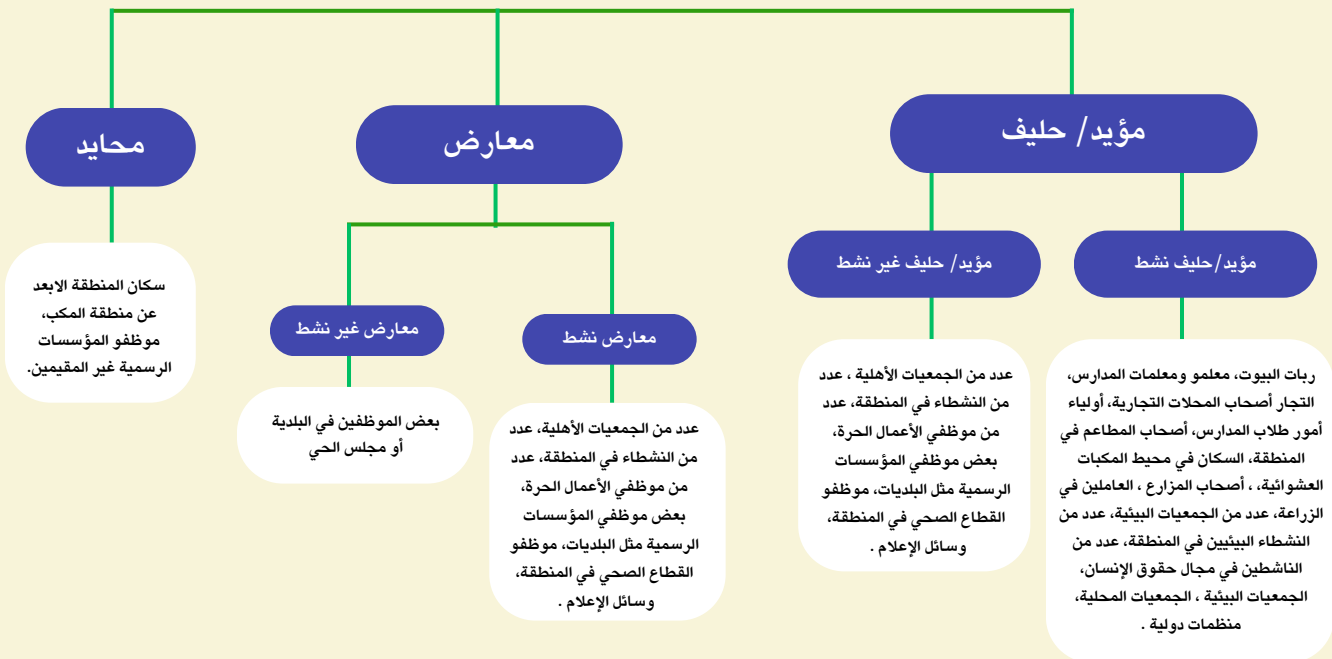 مؤيد/ حليف
معارض
محايد
مؤيد/حليف نشط
ربات البيوت، معلمو ومعلمات المدارس،
التجار أصحاب المحلات التجارية، أولياء
أمور طلاب المدارس، أصحاب المطاعم في
المنطقة، السكان في محيط المكبات
العشوائية، ، أصحاب المزارع ، العاملين في
الزراعة، عدد من الجمعيات البيئية، عدد من
النشطاء البيئيين في المنطقة، عدد من
الناشطين في مجال حقوق الإنسان،
الجمعيات البيئية ، الجمعيات المحلية،
منظمات دولية .
مؤيد/ حليف غير نشط
عدد من الجمعيات الأهلية ، عدد
من النشطاء في المنطقة، عدد
من موظفي الأعمال الحرة،
بعض موظفي المؤسسات
الرسمية مثل البلديات، موظفو
القطاع الصحي في المنطقة،
وسائل الإعلام .
معارض نشط
عدد من الجمعيات الأهلية، عدد
من النشطاء في المنطقة، عدد
من موظفي الأعمال الحرة،
بعض موظفي المؤسسات
الرسمية مثل البلديات، موظفو
القطاع الصحي في المنطقة،
وسائل الإعلام .
معارض غير نشط
بعض الموظفين في البلدية
أو مجلس الحي
سكان المنطقة الابعد
عن منطقة المكب،
موظفو المؤسسات
الرسمية غير المقيمين.